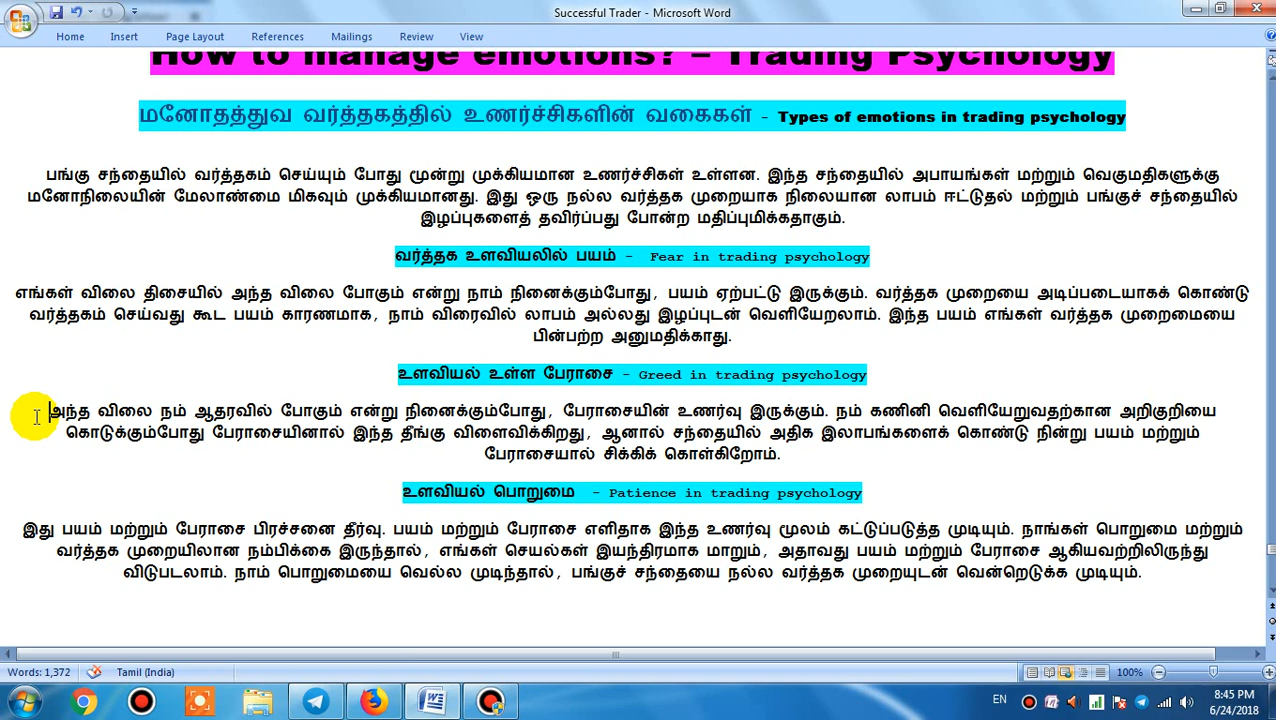 Successful Trader - Microsoft Word
Home Insert Page Layout References Mailings Review View
How to manage emotions? – Trading Psychology
மனோதத்துவ வர்த்தகத்தில் உணர்ச்சிகளின் வகைகள் - Types of emotions in trading psychology
பங்கு சந்தையில் வர்த்தகம் செய்யும் போது மூன்று முக்கியமான உணர்ச்சிகள் உள்ளன. இந்த சந்தையில் அபாயங்கள் மற்றும் வெகுமதிகளுக்கு
மனோநிலையின் மேலாண்மை மிகவும் முக்கியமானது. இது ஒரு நல்ல வர்த்தக முறையாக நிலையான லாபம் ஈட்டுதல் மற்றும் பங்குச் சந்தையில்
இழப்புகளைத் தவிர்ப்பது போன்ற மதிப்புமிக்கதாகும்.
வர்த்தக உளவியலில் பயம் - Fear in trading psychology
எங்கள் விலை திசையில் அந்த விலை போகும் என்று நாம் நினைக்கும்போது, பயம் ஏற்பட்டு இருக்கும். வர்த்தக முறையை அடிப்படையாகக் கொண்டு
வர்த்தகம் செய்வது கூட பயம் காரணமாக, நாம் விரைவில் லாபம் அல்லது இழப்புடன் வெளியேறலாம். இந்த பயம் எங்கள் வர்த்தக முறைமையை
பின்பற்ற அனுமதிக்காது.
உளவியல் உள்ள பேராசை - Greed in trading psychology
அந்த விலை நம் ஆதரவில் போகும் என்று நினைக்கும்போது, பேராசையின் உணர்வு இருக்கும். நம் கணினி வெளியேறுவதற்கான அறிகுறியை
கொடுக்கும்போது பேராசையினால் இந்த தீங்கு விளைவிக்கிறது, ஆனால் சந்தையில் அதிக இலாபங்களைக் கொண்டு நின்று பயம் மற்றும்
பேராசையால் சிக்கிக் கொள்கிறோம்.
உளவியல் பொறுமை - Patience in trading psychology
இது பயம் மற்றும் பேராசை பிரச்சனை தீர்வு. பயம் மற்றும் பேராசை எளிதாக இந்த உணர்வு மூலம் கட்டுப்படுத்த முடியும். நாங்கள் பொறுமை மற்றும்
வர்த்தக முறையிலான நம்பிக்கை இருந்தால், எங்கள் செயல்கள் இயந்திரமாக மாறும், அதாவது பயம் மற்றும் பேராசை ஆகியவற்றிலிருந்து
விடுபடலாம். நாம் பொறுமையை வெல்ல முடிந்தால், பங்குச் சந்தையை நல்ல வர்த்தக முறையுடன் வென்றெடுக்க முடியும்.
Words: 1,372 Tamil (India) 100%
EN 8:45 PM
6/24/2018